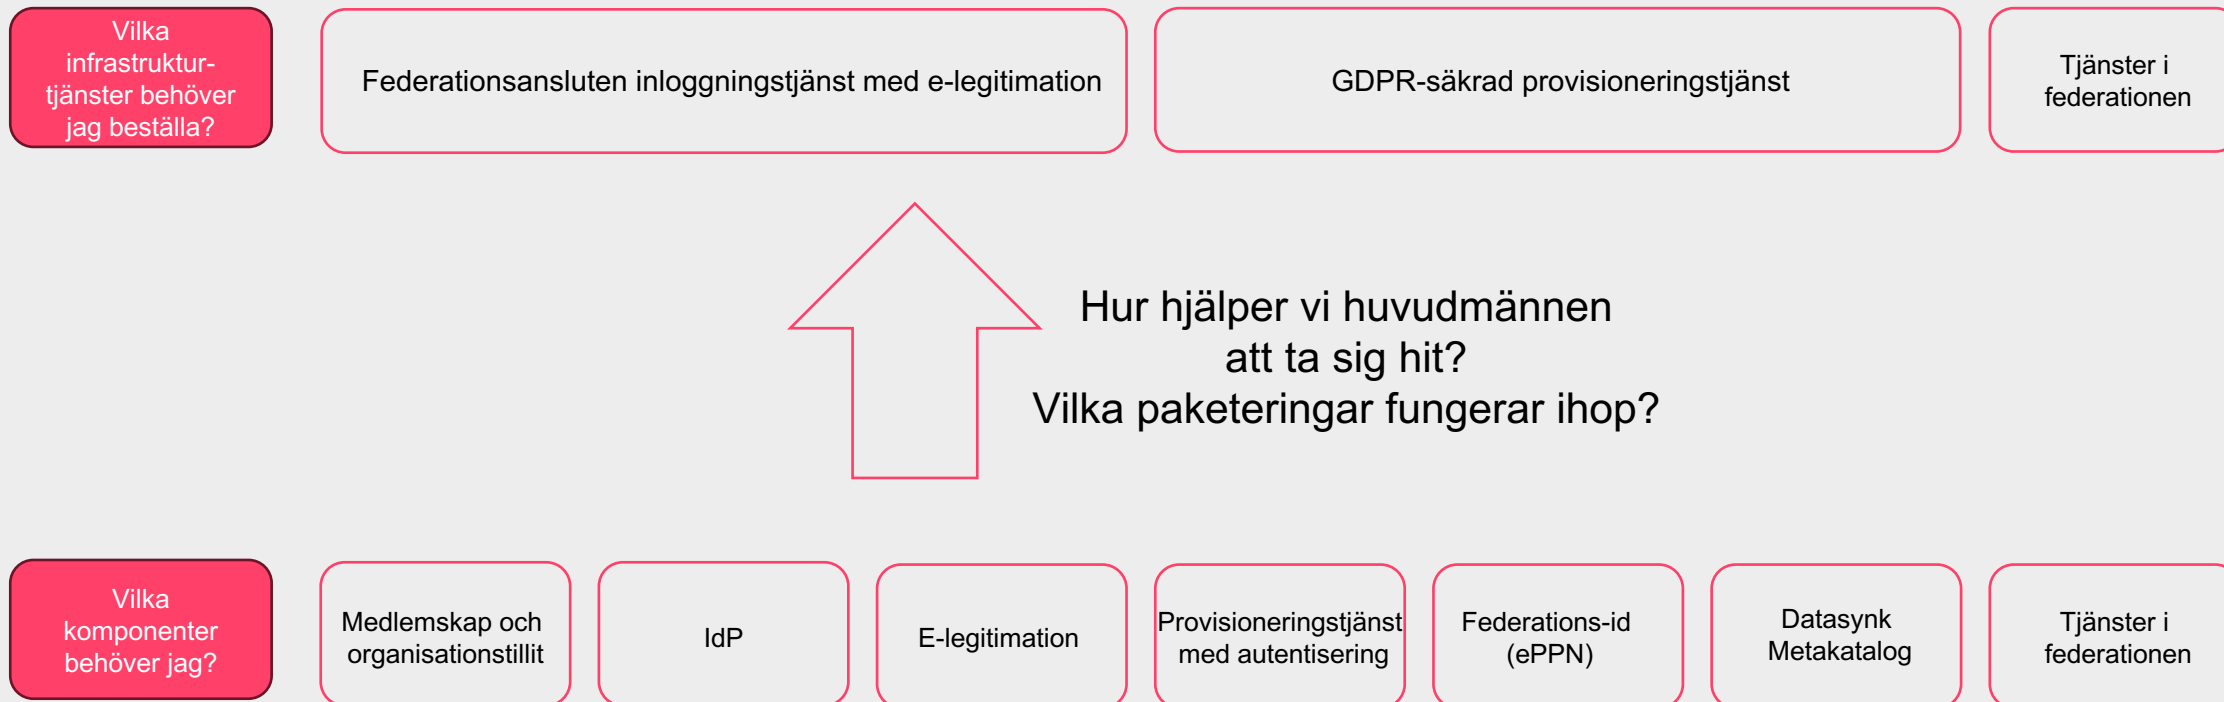 Vilka
infrastruktur-
tjänster behöver
jag beställa?
Federationsansluten inloggningstjänst med e-legitimation
GDPR-säkrad provisioneringstjänst
Tjänster i
federationen
Hur hjälper vi huvudmännen
att ta sig hit?
Vilka paketeringar fungerar ihop?
Vilka
komponenter
behöver jag?
Medlemskap och
organisationstillit
IdP
E-legitimation
Provisioneringstjänst
med autentisering
Federations-id
(ePPN)
Datasynk
Metakatalog
Tjänster i
federationen